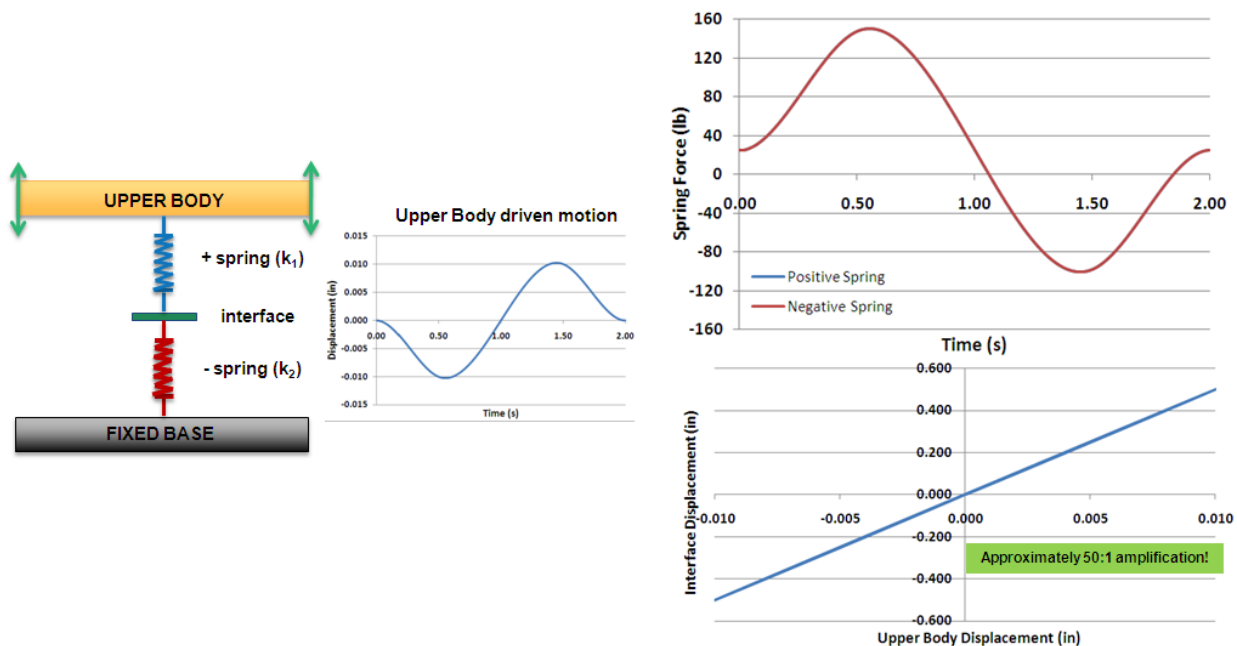 UPPER BODY
+ spring (k1)
interface
- spring (k2)
FIXED BASE
Upper Body driven motion
0.015
0.010
0.005
0.000
-0.005
-0.010
-0.015
0.00 0.50 1.00 1.50 2.00
Displacement (in)
Time (s)
160
120
80
40
0
-40
-80
-120
-160
0.00 0.50 1.00 1.50 2.00
Spring Force (lb)
Positive Spring
Negative Spring
Time (s)
0.600
0.400
0.200
0.000
-0.200
-0.400
-0.600
-0.010 -0.005 0.000 0.005 0.010
Interface Displacement (in)
Approximately 50:1 amplification!
Upper Body Displacement (in)